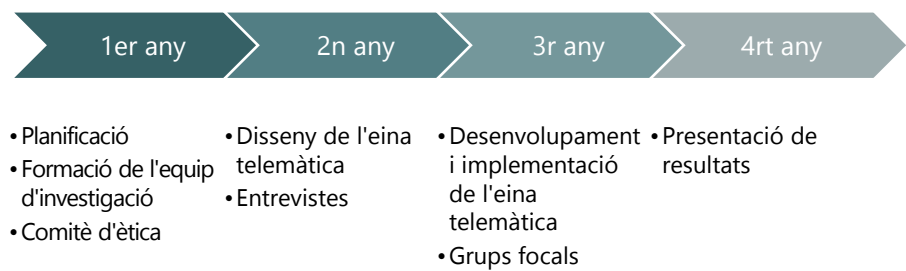 1er any
2n any
3r any
4rt any
• Planificació
• Formació de l'equip
d'investigació
• Comitè d'ètica
• Disseny de l'eina
telemàtica
• Entrevistes
• Desenvolupament
i implementació
de l'eina
telemàtica
• Grups focals
• Presentació de
resultats